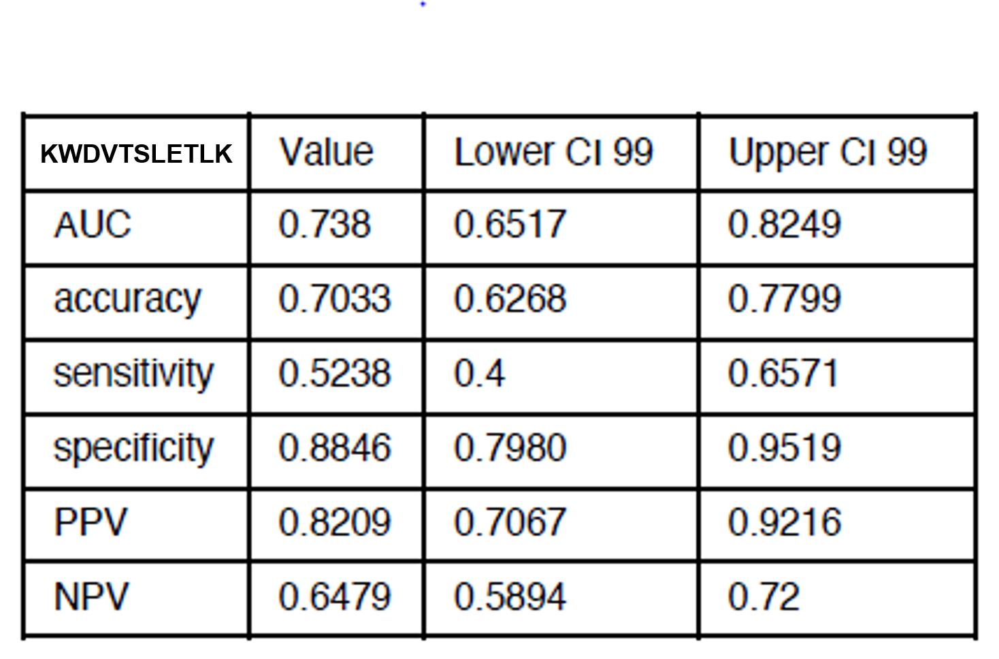 KWDVTSLETLK Value Lower CI 99 Upper CI 99
AUC 0.738 0.6517 0.8249
accuracy 0.7033 0.6268 0.7799
sensitivity 0.5238 0.4 0.6571
specificity 0.8846 0.7980 0.9519
PPV 0.8209 0.7067 0.9216
NPV 0.6479 0.5894 0.72